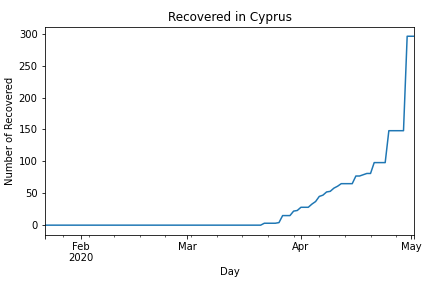 Recovered in Cyprus
Number of Recovered
300
250
200
150
100
50
0
Feb
2020
Mar
Apr
May
Day